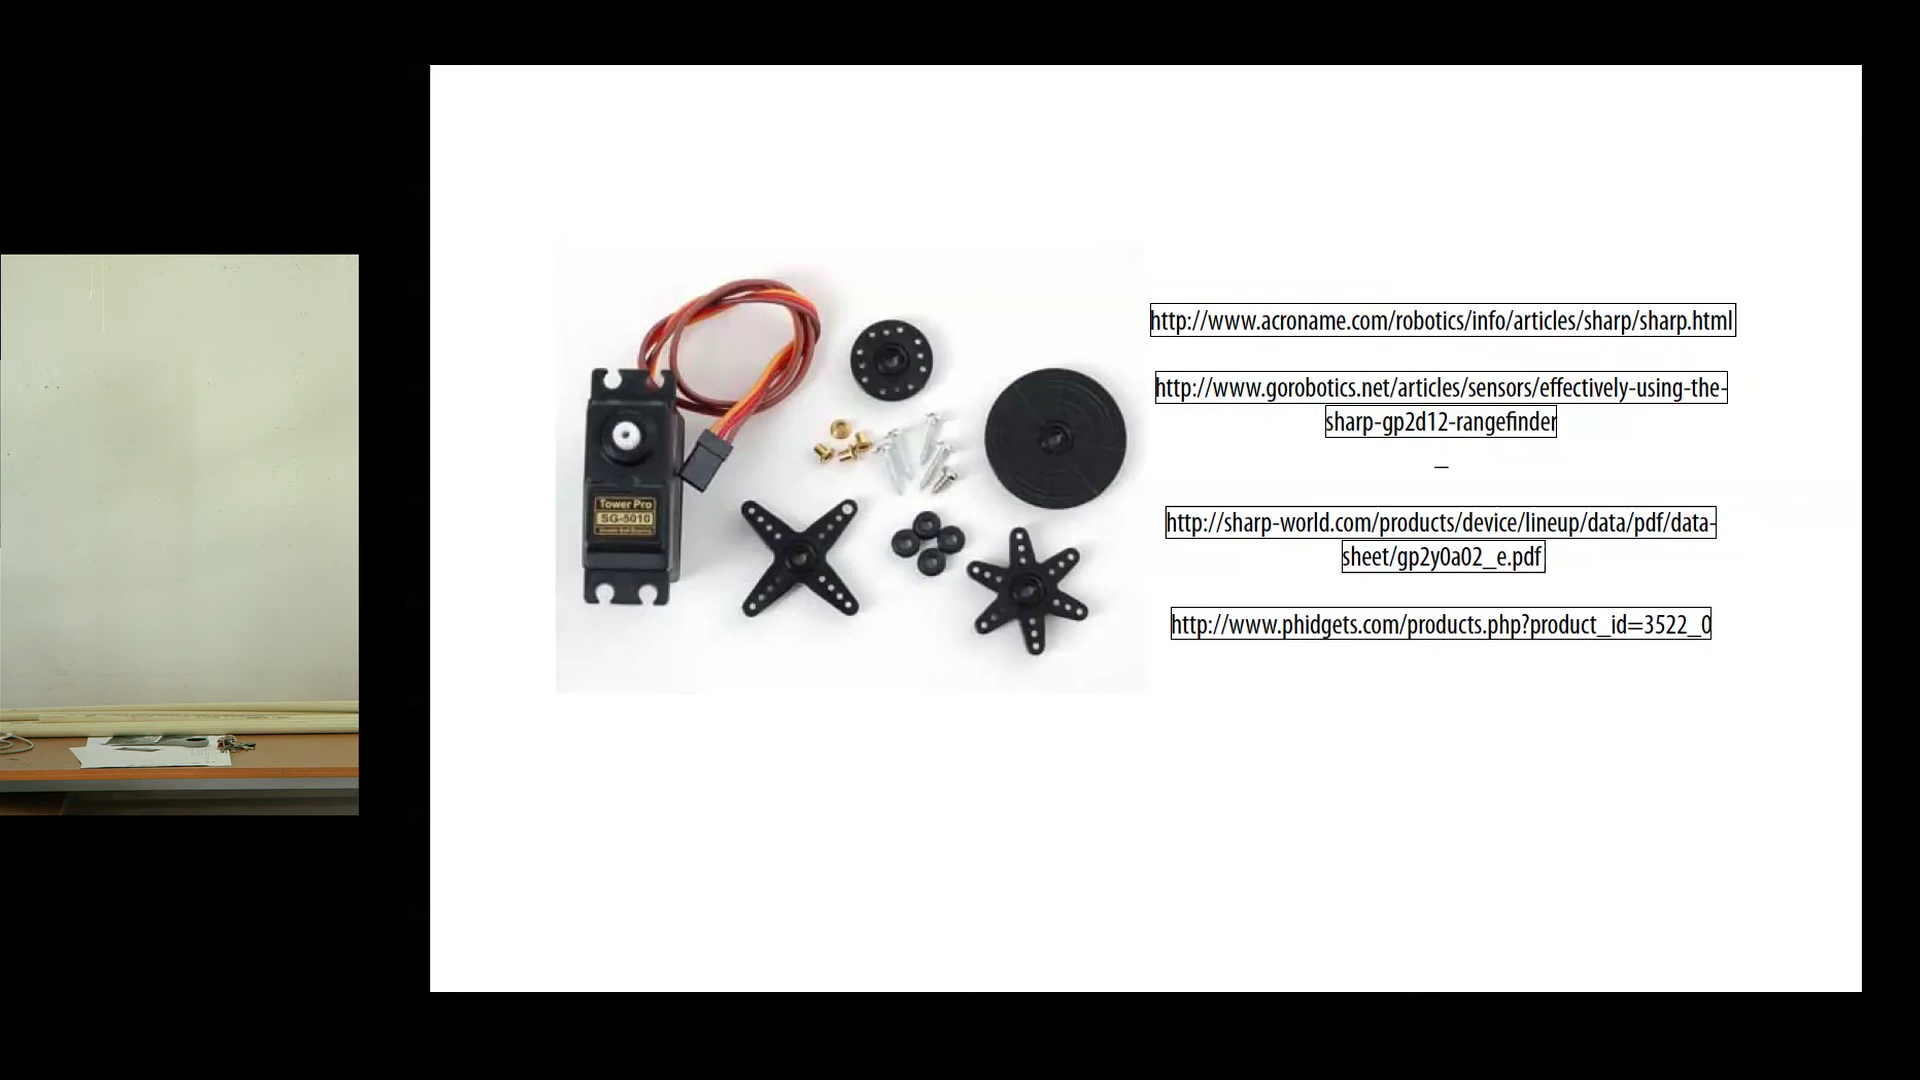 Tower Pro
SG-5010
http://www.acroname.com/robotics/info/articles/sharp/sharp.html
http://www.gorobotics.net/articles/sensors/effectively-using-the-
sharp-gp2d12-rangefinder
http://sharp-world.com/products/device/lineup/data/pdf/data-
sheet/gp2y0a02_e.pdf
http://www.phidgets.com/products.php?product_id=3522_0